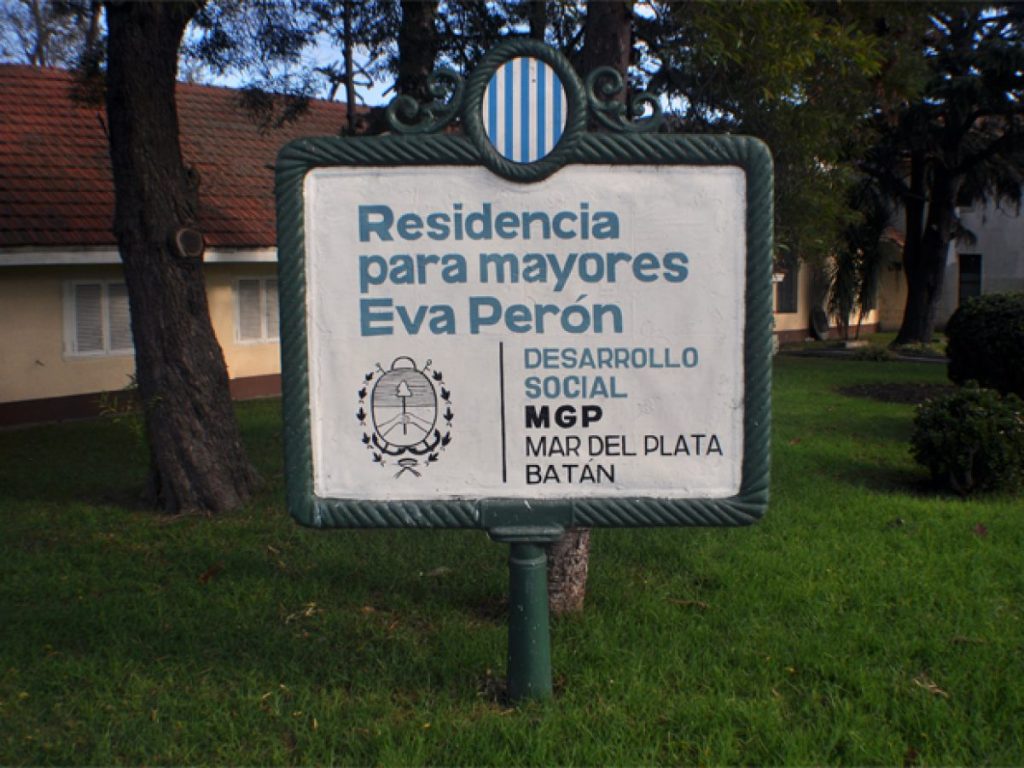 Residencia
para mayores
Eva Perón
DESARROLLO
SOCIAL
MGP
MAR DEL PLATA
BATÁN